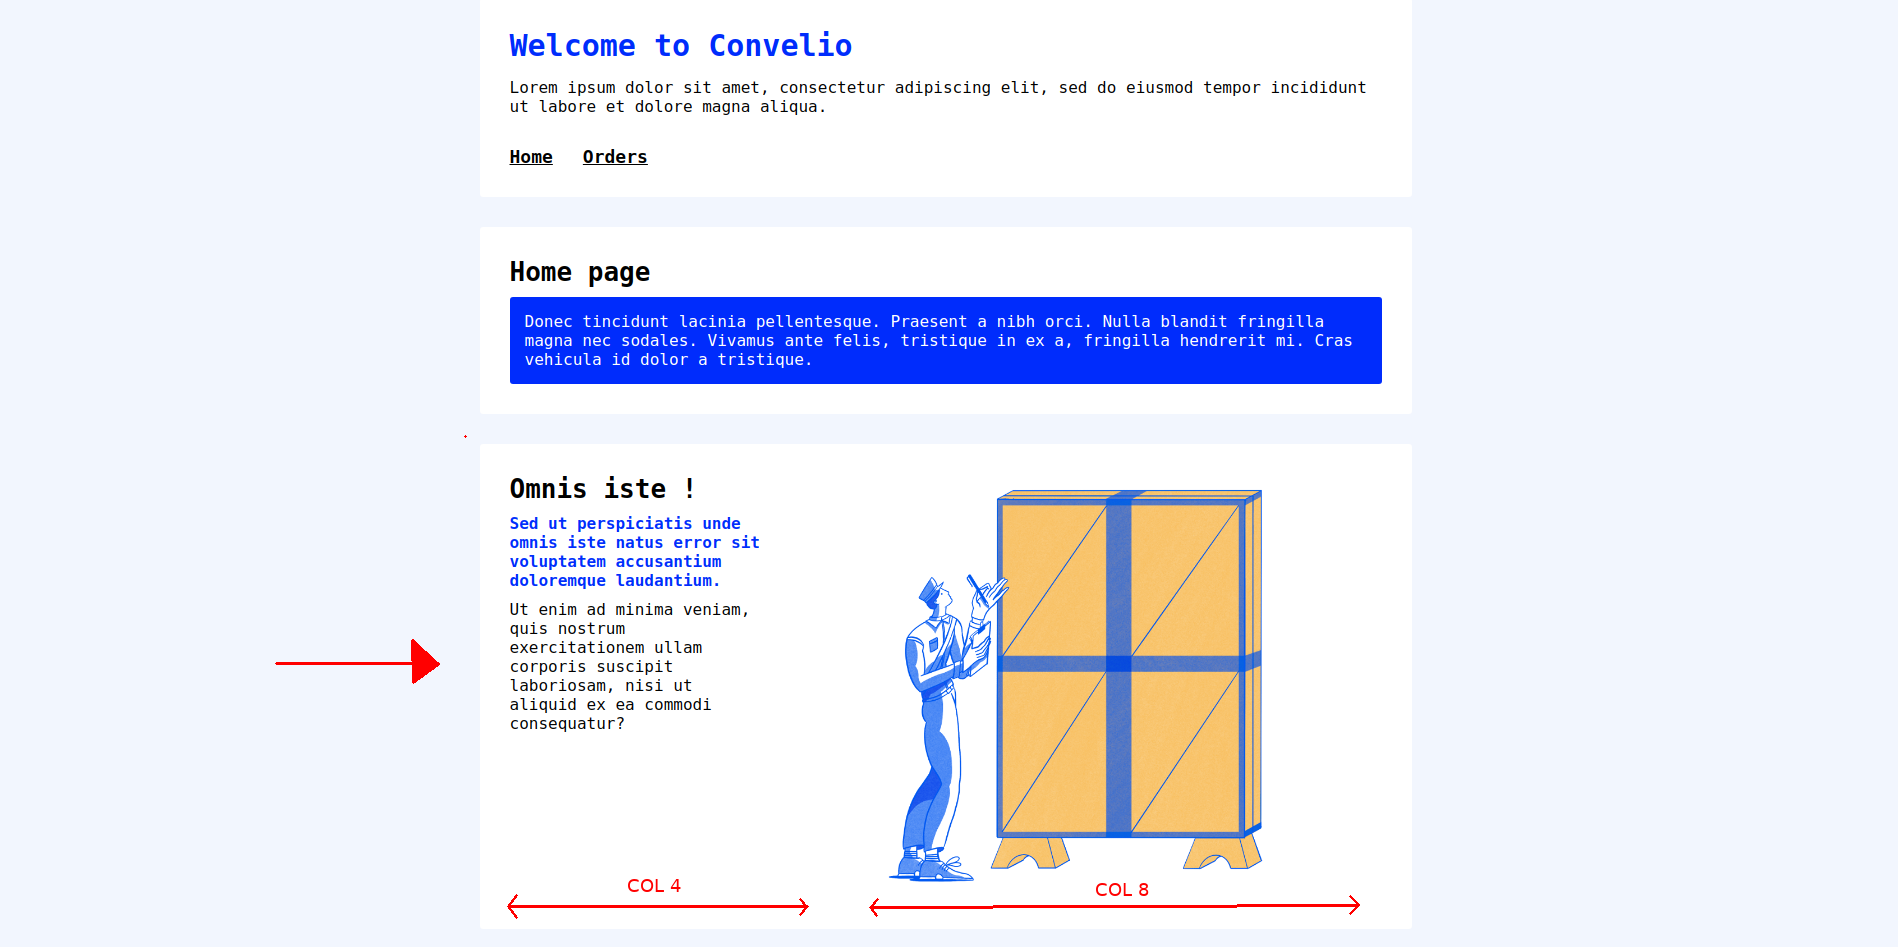 Welcome to Convelio
Lorem ipsum dolor sit amet, consectetur adipiscing elit, sed do eiusmod tempor incididunt
ut labore et dolore magna aliqua.
Home Orders
Home page
Donec tincidunt lacinia pellentesque. Praesent a nibh orci. Nulla blandit fringilla
magna nec sodales. Vivamus ante felis, tristique in ex a, fringilla hendrerit mi. Cras
vehicula id dolor a tristique.
Omnis iste !
Sed ut perspiciatis unde
omnis iste natus error sit
voluptatem accusantium
doloremque laudantium.
Ut enim ad minima veniam,
quis nostrum
exercitationem ullam
corporis suscipit
laboriosam, nisi ut
aliquid ex ea commodi
consequatur?
COL 4
COL 8